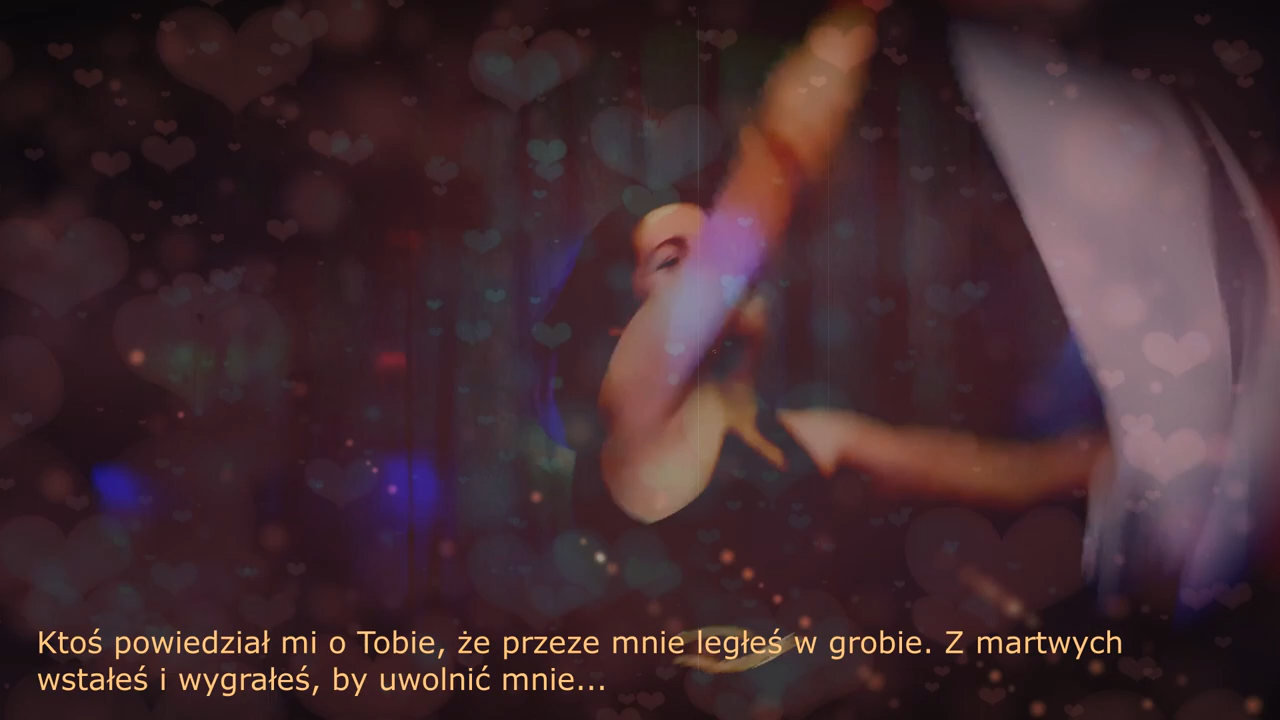 Ktoś powiedział mi o Tobie, że przeze mnie ległeś w grobie. Z martwych
wstałeś i wygrałeś, by uwolnić mnie...